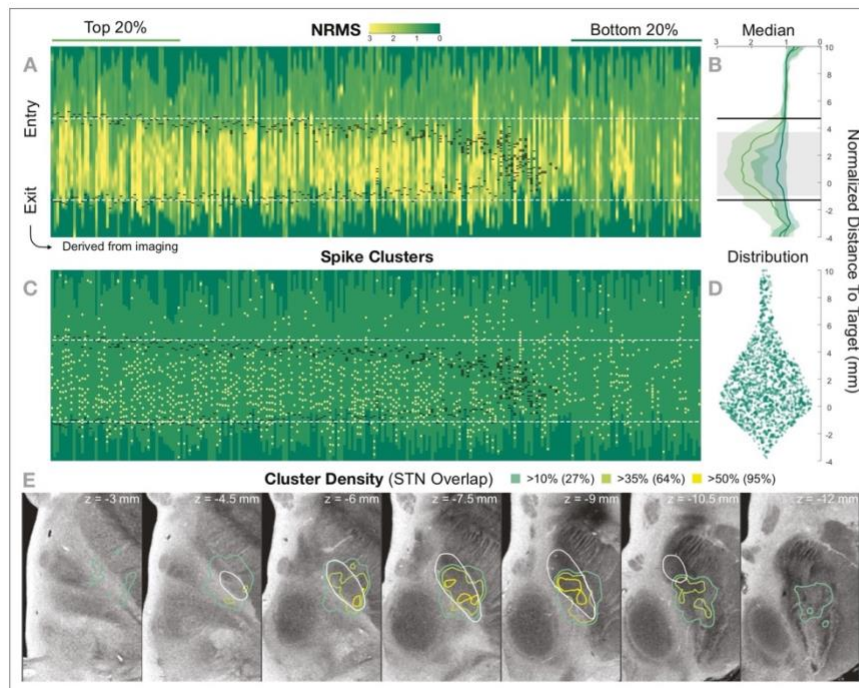 Top 20%
NRMS
3 2 1 0
Bottom 20%
Median
3 2 1 0
A
B
Entry
Exit
Derived from imaging
10
8
6
4
2
0
-2
-4
Normalized Distance To Target (mm)
Spike Clusters
Distribution
C
D
10
8
6
4
2
0
-2
-4
E
Cluster Density (STN Overlap) >10% (27%) >35% (64%) >50% (95%)
z = -3 mm z = -4.5 mm z = -6 mm z = -7.5 mm z = -9 mm z = -10.5 mm z = -12 mm